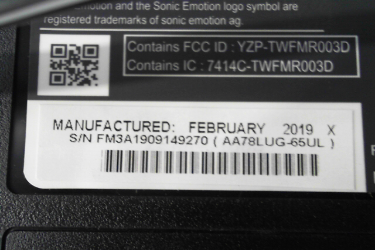 Emotion and the Sonic Emotion logo symbol are
registered trademarks of sonic emotion ag.
Contains FCC ID : YZP-TWFMR003D
Contains IC : 7414C-TWFMR003D
MANUFACTURED: FEBRUARY 2019 X
S/N FM3A1909149270 ( AA78LUG-65UL )